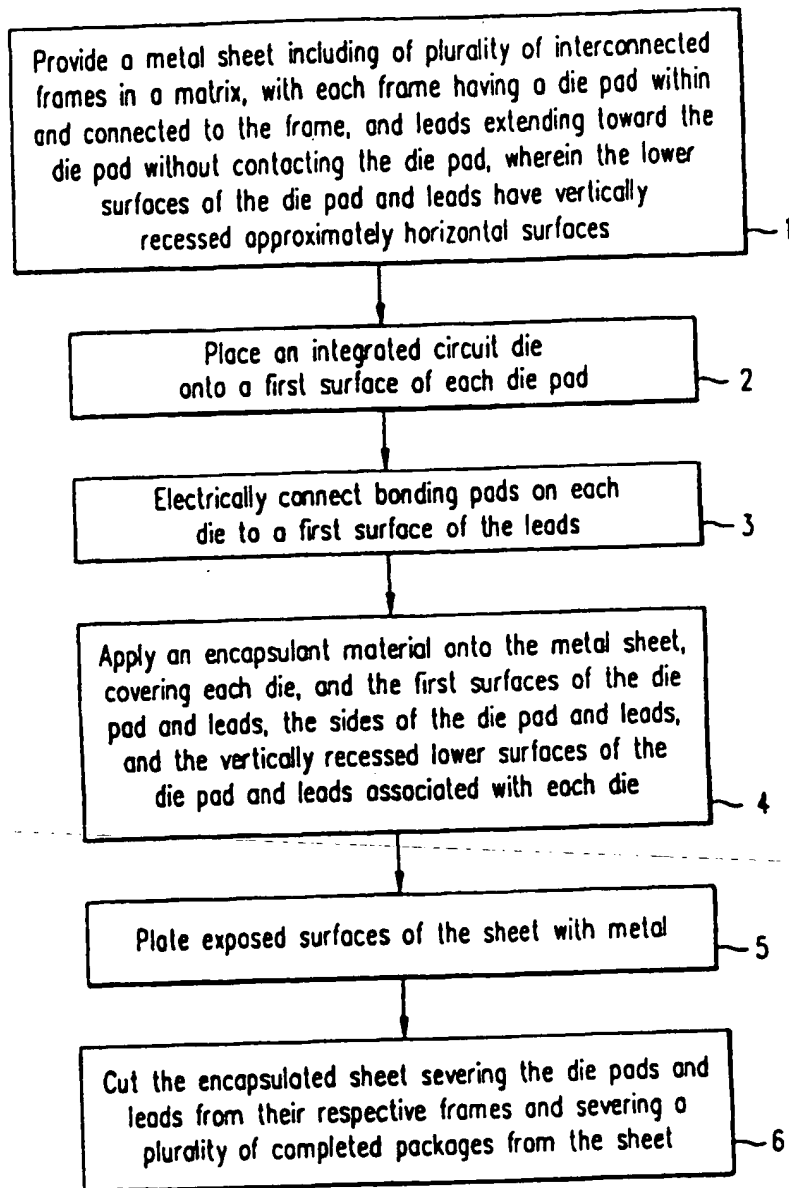 Provide a metal sheet including of plurality of interconnected
frames in a matrix, with each frame having a die pad within
and connected to the frame, and leads extending toward the
die pad without contacting the die pad, wherein the lower
surfaces of the die pad and leads have vertically
recessed approximately horizontal surfaces
1
Place an integrated circuit die
onto a first surface of each die pad
2
Electrically connect bonding pads on each
die to a first surface of the leads
3
Apply an encapsulant material onto the metal sheet,
covering each die, and the first surfaces of the die
pad and leads, the sides of the die pad and leads,
and the vertically recessed lower surfaces of the
die pad and leads associated with each die
4
Plate exposed surfaces of the sheet with metal
5
Cut the encapsulated sheet severing the die pads and
leads from their respective frames and severing a
plurality of completed packages from the sheet
6